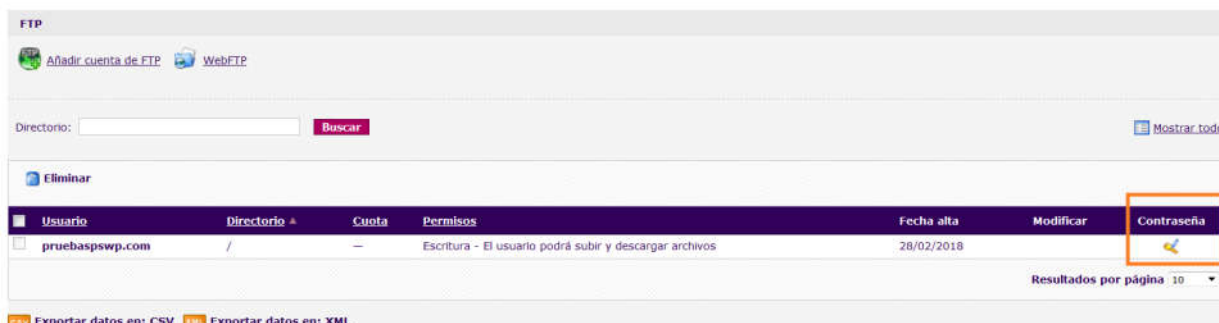 FTP
Añadir cuenta de FTP WebFTP
Directorio: Buscar Mostrar todo
Eliminar
Usuario Directorio Cuota Permisos Fecha alta Modificar Contraseña
pruebaspswp.com / — Escritura - El usuario podrá subir y descargar archivos 28/02/2018
Resultados por página 10
Exportar datos en: CSV Exportar datos en: XML